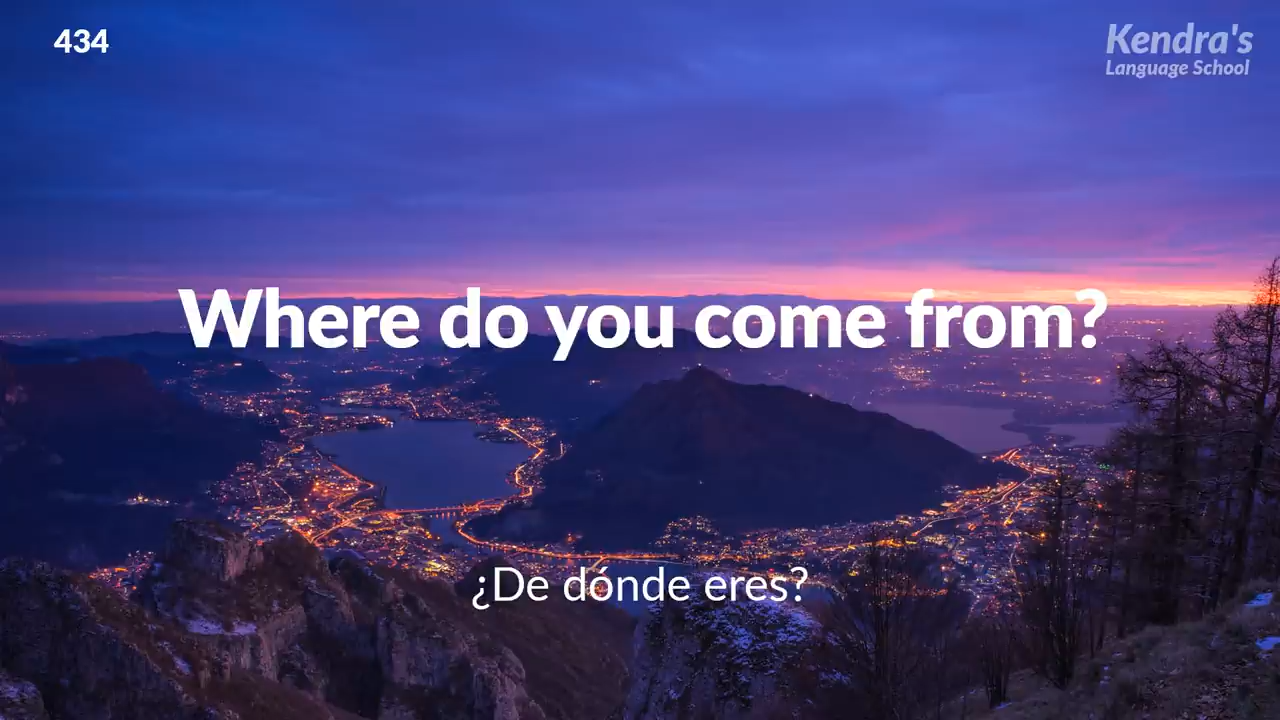 434
Kendra's
Language School
Where do you come from?
¿De dónde eres?